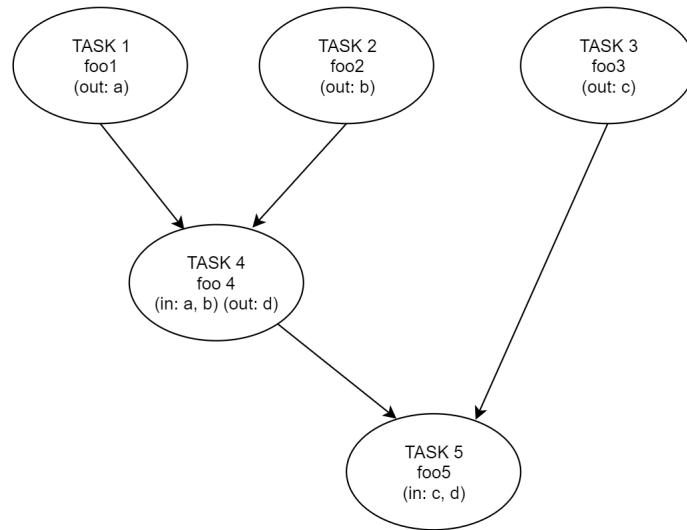 TASK 1
foo1
(out: a)
TASK 2
foo2
(out: b)
TASK 3
foo3
(out: c)
TASK 4
foo 4
(in: a, b) (out: d)
TASK 5
foo5
(in: c, d)